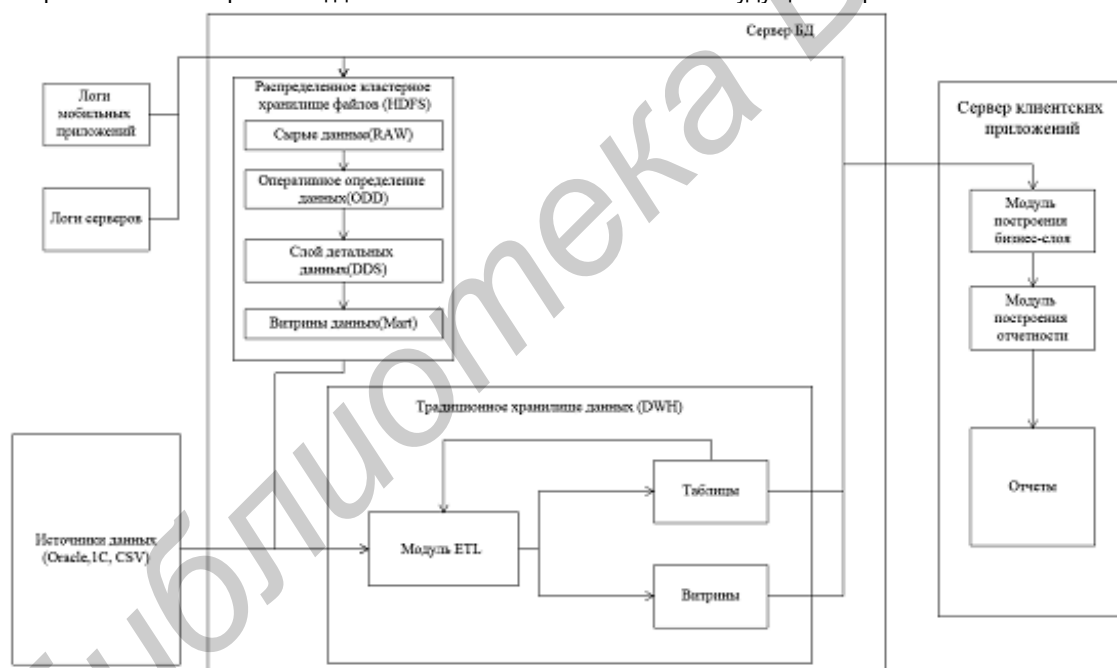 Сервер БД
Логи
мобильных
приложений
Логи серверов
Распределенное кластерное
хранилище файлов (HDFS)
Сырые данные(RAW)
Оперативное определение
данных(ODD)
Слой детальных
данных(DDS)
Витрины данных(Mart)
Традиционное хранилище данных (DWH)
Источники данных
(Oracle,1C, CSV)
Модуль ETL
Таблицы
Витрины
Сервер клиентских
приложений
Модуль
построения
бизнес-слоя
Модуль
построения
отчетности
Отчеты